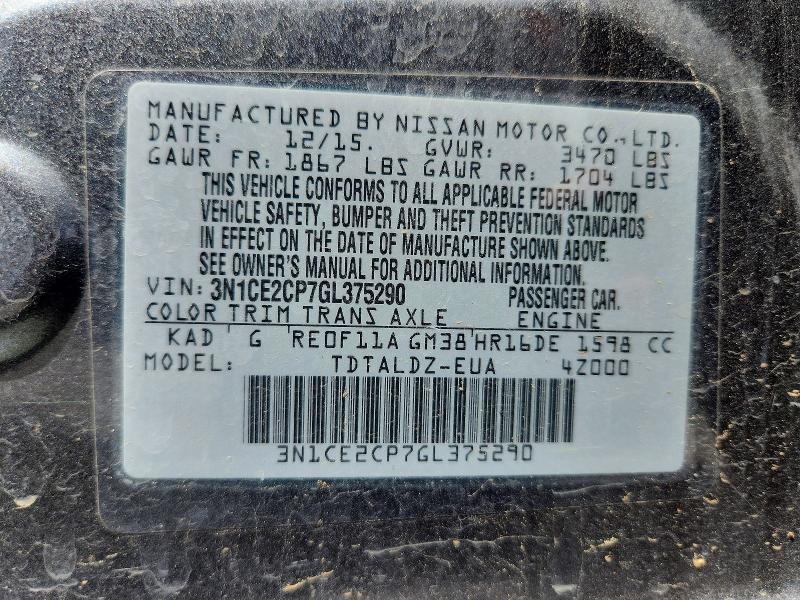 MANUFACTURED BY NISSAN MOTOR CO., LTD.
DATE: 12/15. GVWR: 3470 LBS
GAWR FR: 1867 LBS GAWR RR: 1704 LBS
THIS VEHICLE CONFORMS TO ALL APPLICABLE FEDERAL MOTOR
VEHICLE SAFETY, BUMPER AND THEFT PREVENTION STANDARDS
IN EFFECT ON THE DATE OF MANUFACTURE SHOWN ABOVE.
SEE OWNER'S MANUAL FOR ADDITIONAL INFORMATION.
VIN: 3N1CE2CP7GL375290 PASSENGER CAR.
COLOR TRIM TRANS AXLE ENGINE
KAD G RE0F11A GM38 HR16DE 1598 CC
MODEL: TDTALDZ-EUA 4Z000
3N1CE2CP7GL375290